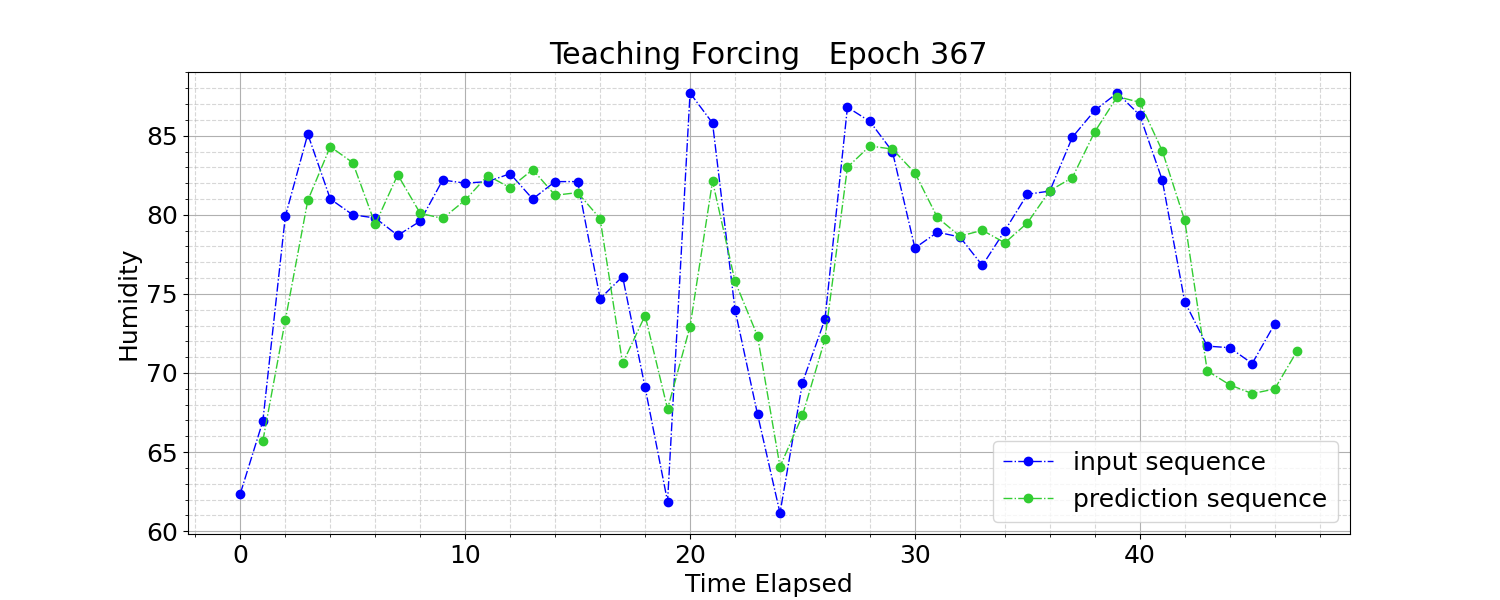 Teaching Forcing   Epoch 367
85
80
75
70
65
60
Humidity
0 10 20 30 40
Time Elapsed
input sequence
prediction sequence